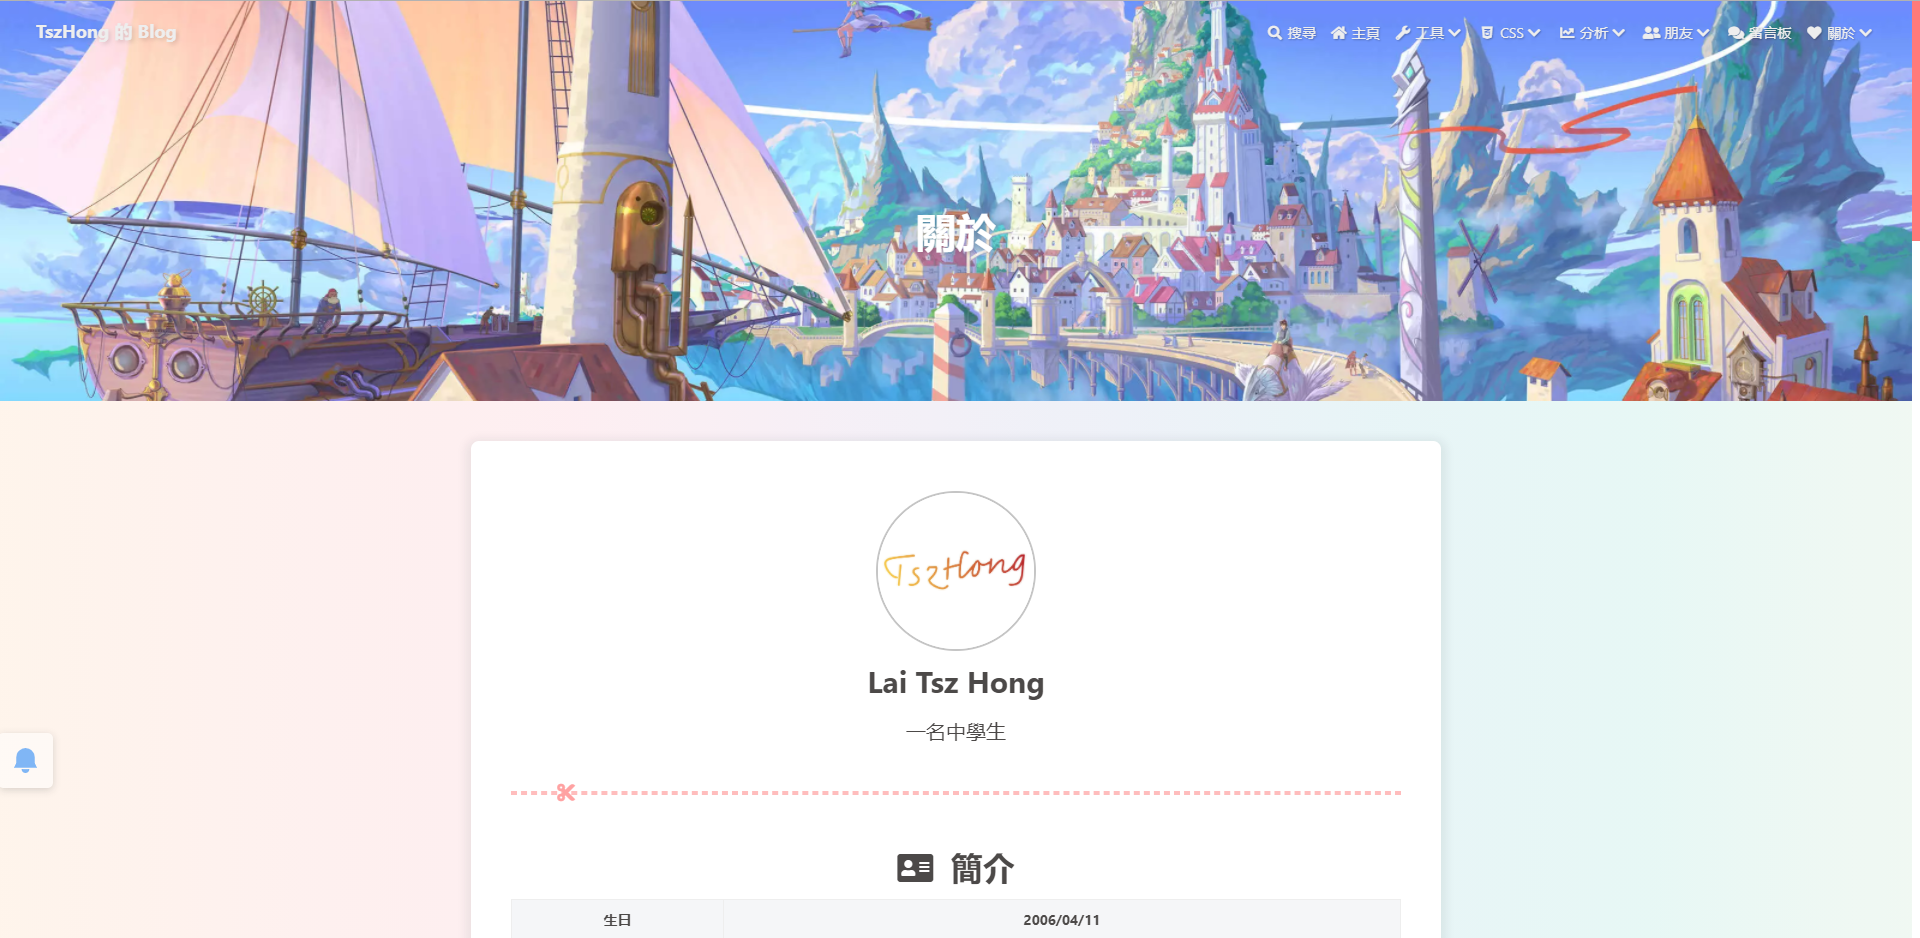 TszHong 的 Blog
搜尋 主頁 工具 CSS 分析 朋友 留言板 關於
關於
TszHong
Lai Tsz Hong
一名中學生
簡介
生日 2006/04/11